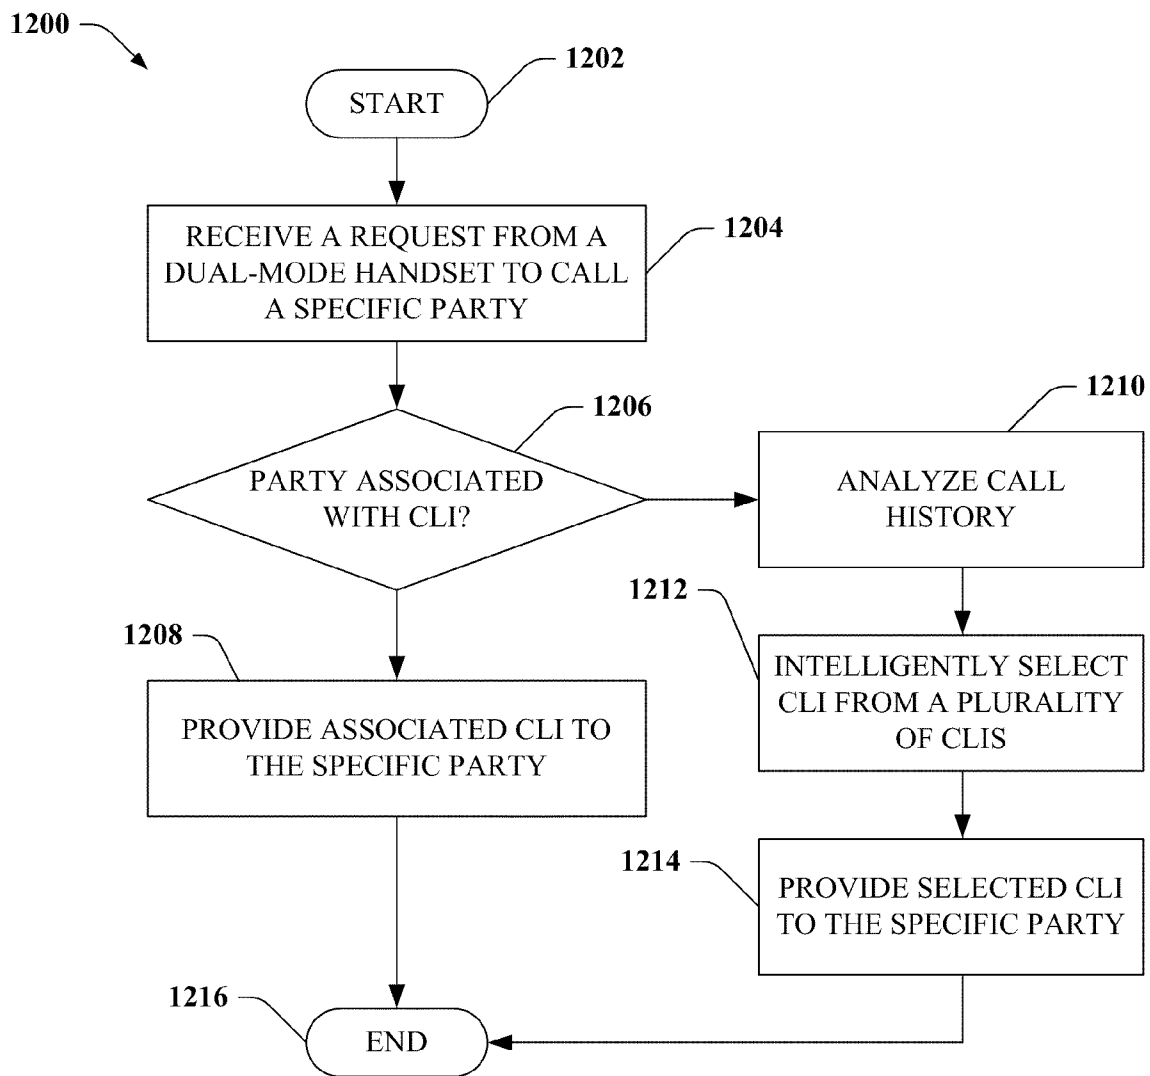 1200
1202
START
1204
RECEIVE A REQUEST FROM A
DUAL-MODE HANDSET TO CALL
A SPECIFIC PARTY
1206
PARTY ASSOCIATED
WITH CLI?
1210
ANALYZE CALL
HISTORY
1208
PROVIDE ASSOCIATED CLI TO
THE SPECIFIC PARTY
1212
INTELLIGENTLY SELECT
CLI FROM A PLURALITY
OF CLIS
1214
PROVIDE SELECTED CLI
TO THE SPECIFIC PARTY
1216
END